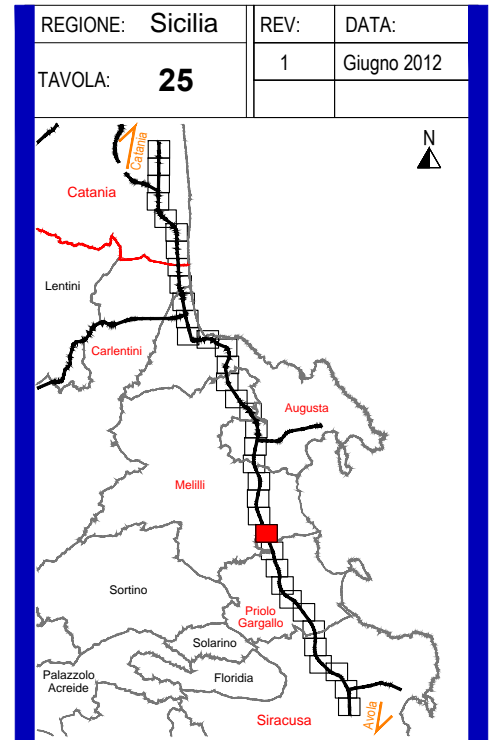 REGIONE: Sicilia
REV:
DATA:
TAVOLA: 25
1
Giugno 2012
Catania
N
Catania
Lentini
Carlentini
Augusta
Melilli
Sortino
Priolo
Gargallo
Solarino
Palazzolo
Acreide
Floridia
Siracusa
Avola